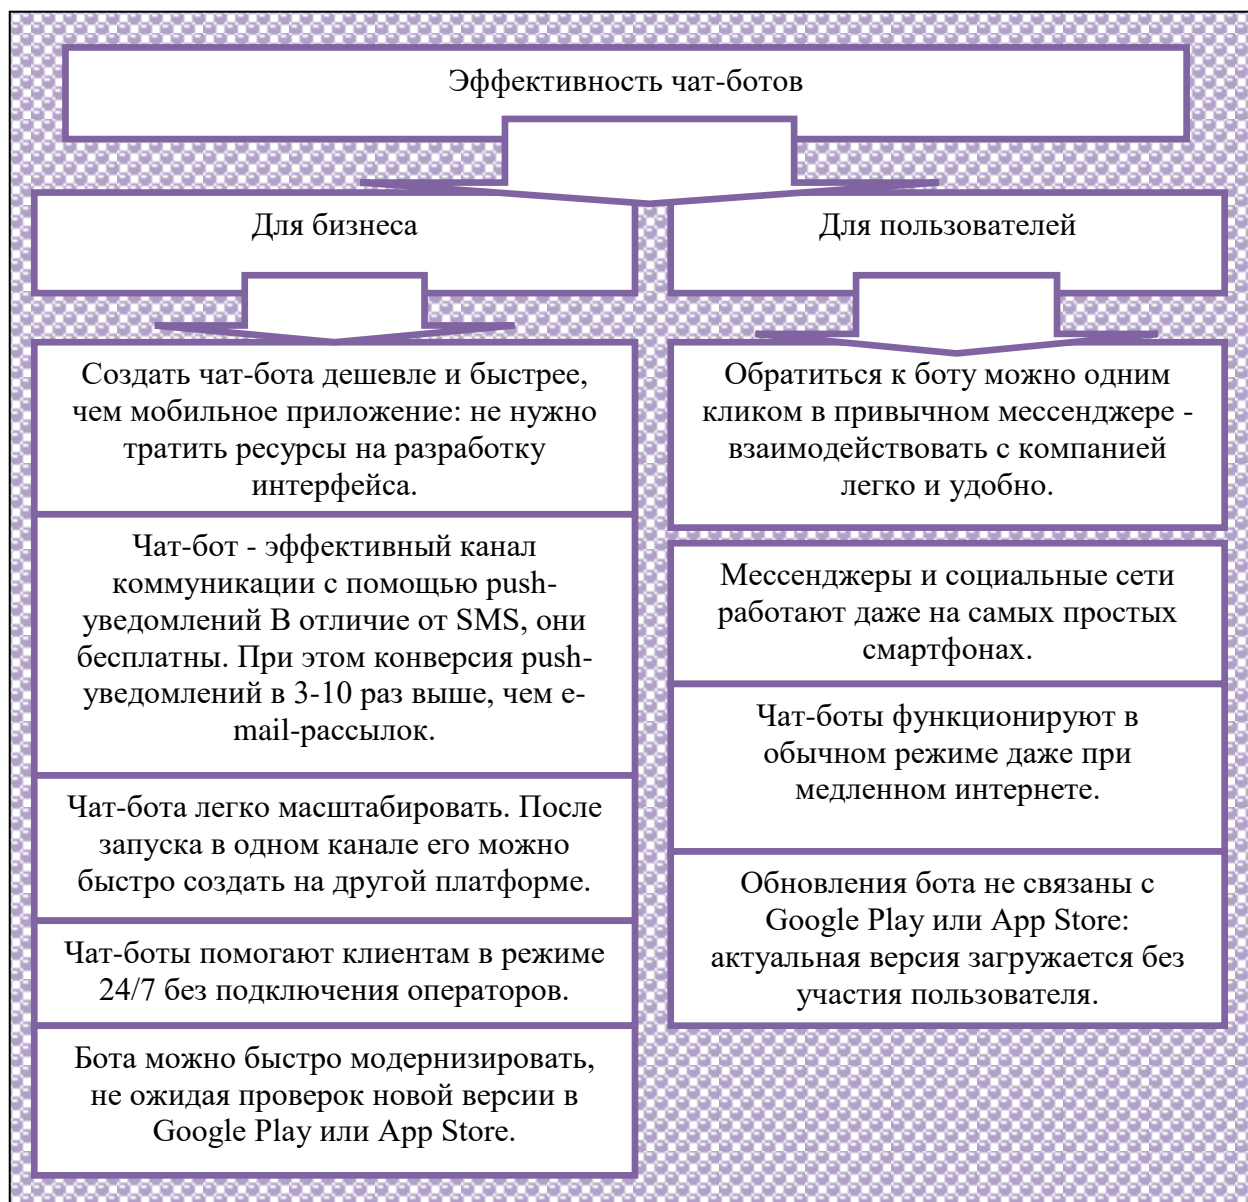 Эффективность чат-ботов
Для бизнеса
Для пользователей
Создать чат-бота дешевле и быстрее,
чем мобильное приложение: не нужно
тратить ресурсы на разработку
интерфейса.
Чат-бот - эффективный канал
коммуникации с помощью push-
уведомлений В отличие от SMS, они
бесплатны. При этом конверсия push-
уведомлений в 3-10 раз выше, чем e-
mail-рассылок.
Чат-бота легко масштабировать. После
запуска в одном канале его можно
быстро создать на другой платформе.
Чат-боты помогают клиентам в режиме
24/7 без подключения операторов.
Бота можно быстро модернизировать,
не ожидая проверок новой версии в
Google Play или App Store.
Обратиться к боту можно одним
кликом в привычном мессенджере -
взаимодействовать с компанией
легко и удобно.
Мессенджеры и социальные сети
работают даже на самых простых
смартфонах.
Чат-боты функционируют в
обычном режиме даже при
медленном интернете.
Обновления бота не связаны с
Google Play или App Store:
актуальная версия загружается без
участия пользователя.